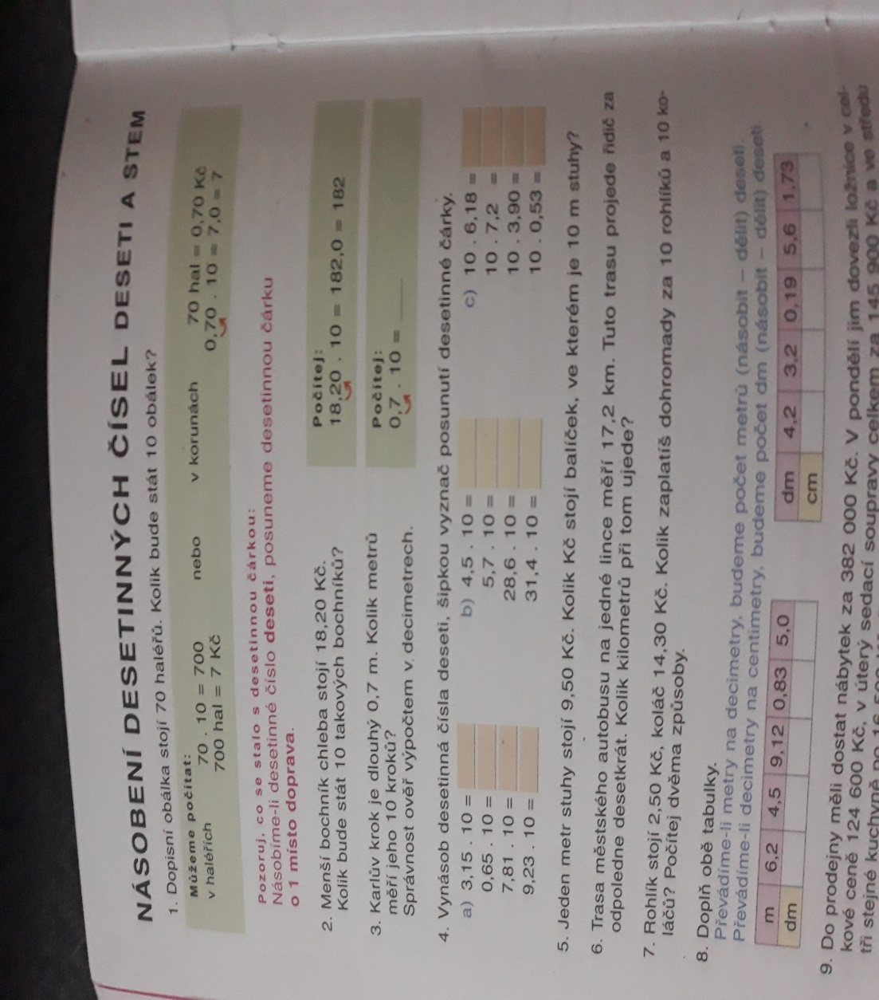 NÁSOBENÍ DESETINNÝCH ČÍSEL DESETI A STEM
1. Dopisní obálka stojí 70 haléřů. Kolik bude stát 10 obálek?
Můžeme počítat:
v haléřích 70 . 10 = 700 nebo v korunách 70 hal = 0,70 Kč
700 hal = 7 Kč 0,70 . 10 = 7,0 = 7
Pozoruj, co se stalo s desetinnou čárkou:
Násobíme-li desetinné číslo deseti, posuneme desetinnou čárku
o 1 místo doprava.
2. Menší bochník chleba stojí 18,20 Kč.
Kolik bude stát 10 takových bochníků?
Počítej:
18,20 . 10 = 182,0 = 182
3. Karlův krok je dlouhý 0,7 m. Kolik metrů
měří jeho 10 kroků?
Správnost ověř výpočtem v decimetrech.
Počítej:
0,7 . 10 = ____
4. Vynásob desetinná čísla deseti, šipkou vyznač posunutí desetinné čárky.
a) 3,15 . 10 = b) 4,5 . 10 = c) 10 . 6,18 =
0,65 . 10 = 5,7 . 10 = 10 . 7,2 =
7,81 . 10 = 28,6 . 10 = 10 . 3,90 =
9,23 . 10 = 31,4 . 10 = 10 . 0,53 =
5. Jeden metr stuhy stojí 9,50 Kč. Kolik Kč stojí balíček, ve kterém je 10 m stuhy?
6. Trasa městského autobusu na jedné lince měří 17,2 km. Tuto trasu projede řidič za
odpoledne desetkrát. Kolik kilometrů při tom ujede?
7. Rohlík stojí 2,50 Kč, koláč 14,30 Kč. Kolik zaplatíš dohromady za 10 rohlíků a 10 ko-
láčů? Počítej dvěma způsoby.
8. Doplň obě tabulky.
Převádíme-li metry na decimetry, budeme počet metrů (násobit – dělit) deseti.
Převádíme-li decimetry na centimetry, budeme počet dm (násobit – dělit) deseti.
m 6,2 4,5 9,12 0,83 5,0
dm
dm 4,2 3,2 0,19 5,6 1,73
cm
9. Do prodejny měli dostat nábytek za 382 000 Kč. V pondělí jim dovezli ložnice v cel-
kové ceně 124 600 Kč, v úterý sedací soupravy celkem za 145 900 Kč a ve středu
tři stejné kuchyně po 16